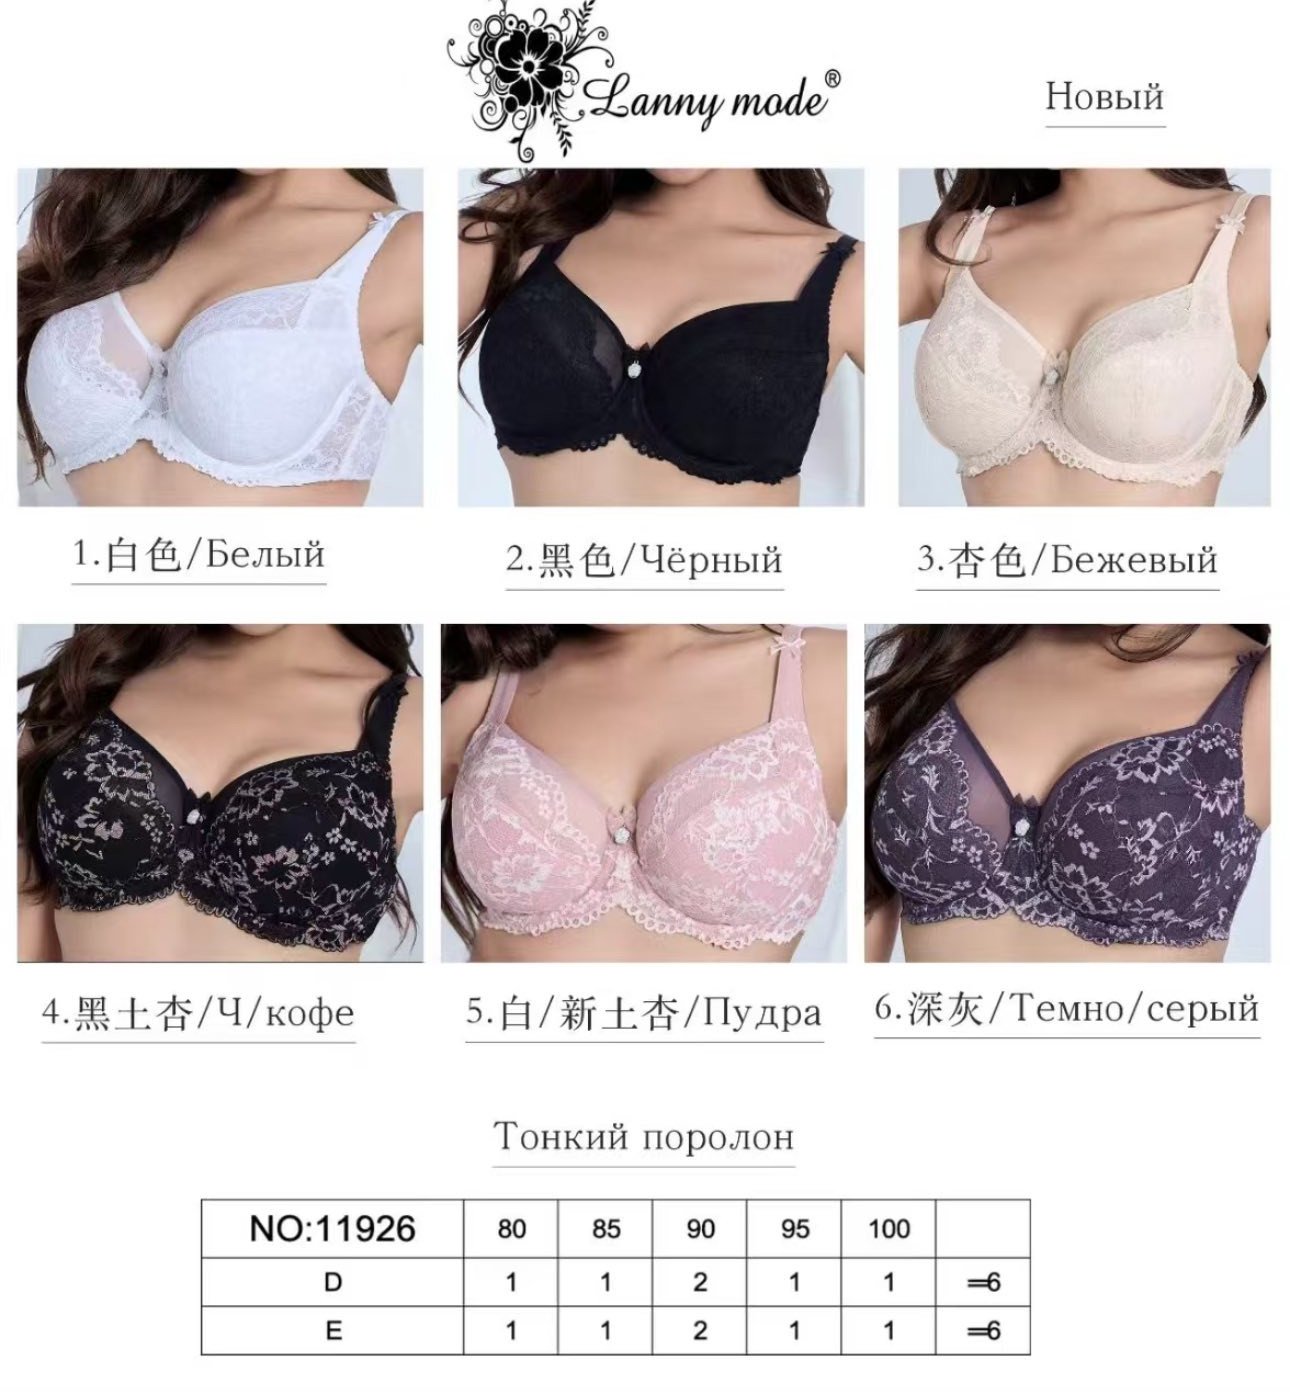 Lanny mode®
Новый
1.白色/Белый
2.黑色/Чёрный
3.杏色/Бежевый
4.黑土杏/Ч/кофе
5.白/新土杏/Пудра
6.深灰/Темно/серый
Тонкий поролон
NO:11926 80 85 90 95 100
D 1 1 2 1 1 =6
E 1 1 2 1 1 =6